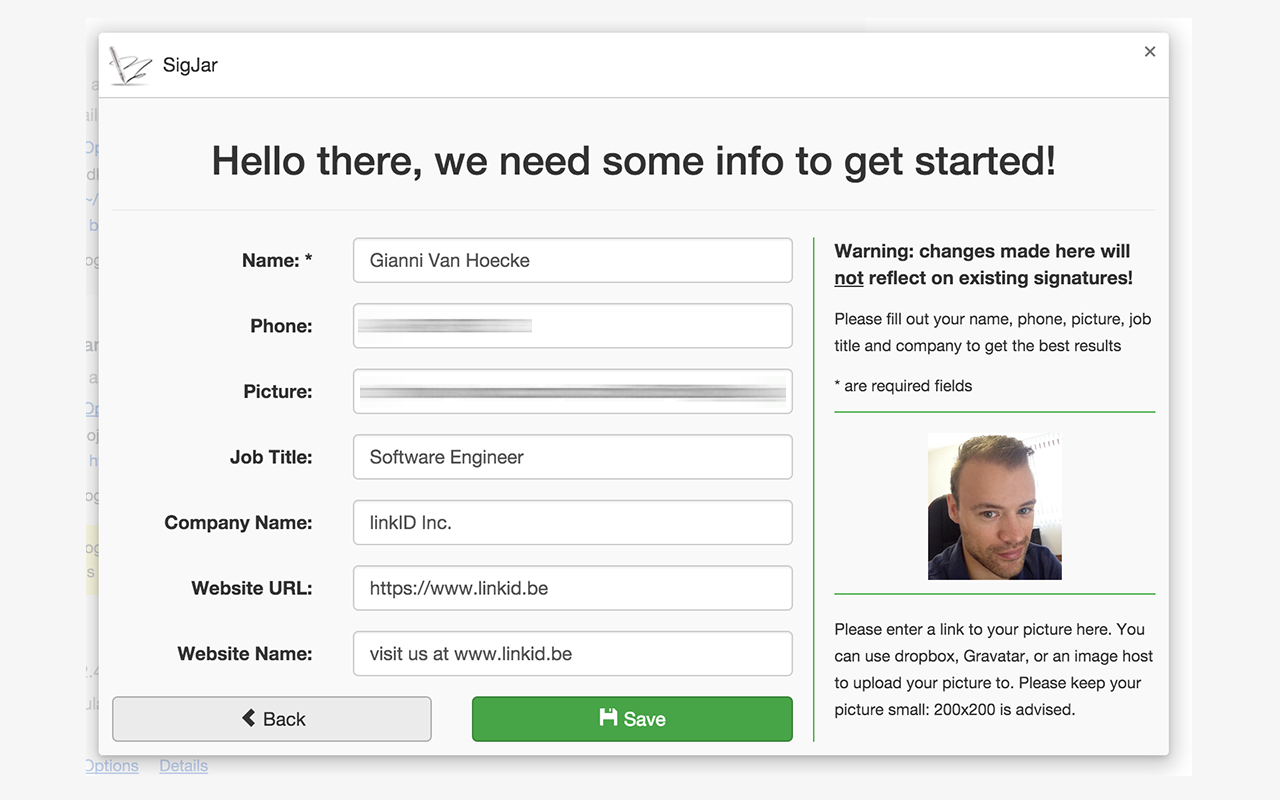 SigJar
×
Hello there, we need some info to get started!
Name: *
Gianni Van Hoecke
Phone:
Picture:
Job Title:
Software Engineer
Company Name:
linkID Inc.
Website URL:
https://www.linkid.be
Website Name:
visit us at www.linkid.be
Back
Save
Warning: changes made here will
not reflect on existing signatures!
Please fill out your name, phone, picture, job
title and company to get the best results
* are required fields
Please enter a link to your picture here. You
can use dropbox, Gravatar, or an image host
to upload your picture to. Please keep your
picture small: 200x200 is advised.
Options Details